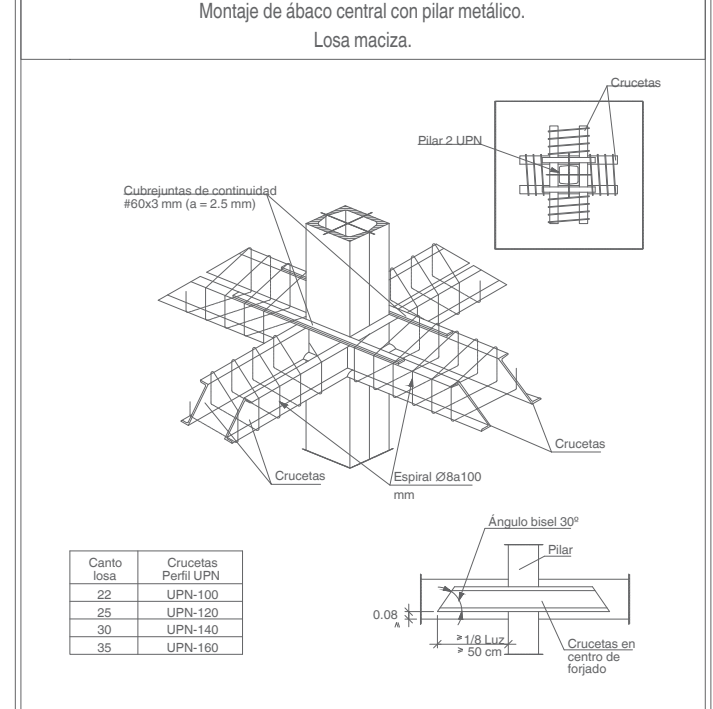 Montaje de ábaco central con pilar metálico.
Losa maciza.
Crucetas
Pilar 2 UPN
Cubrejuntas de continuidad
#60x3 mm (a = 2.5 mm)
Crucetas
Crucetas
Espiral Ø8a100
mm
Ángulo bisel 30º
Pilar
Canto losa Crucetas Perfil UPN
22 UPN-100
25 UPN-120
30 UPN-140
35 UPN-160
0.08
≥ 1/8 Luz
≥ 50 cm
Crucetas en
centro de
forjado